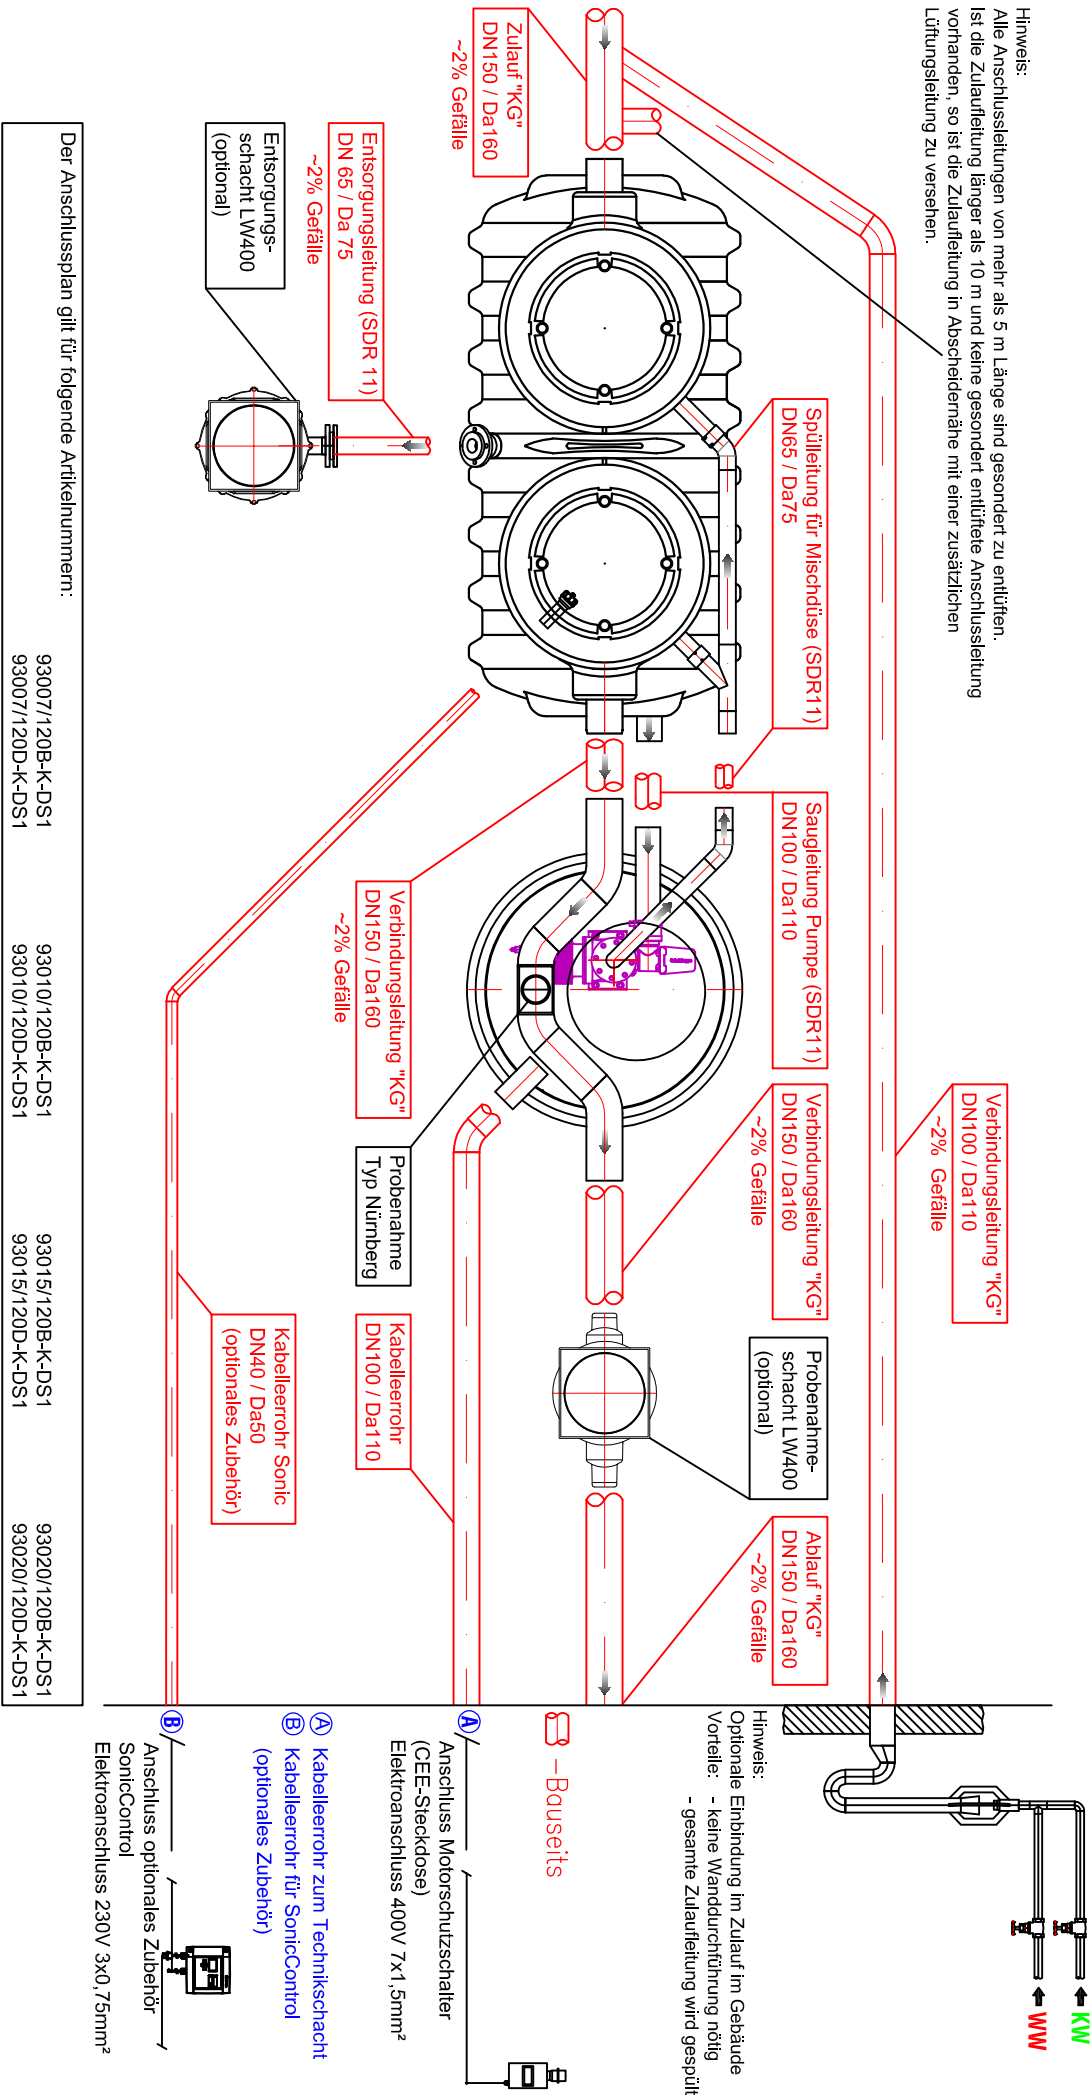 Hinweis:
Alle Anschlussleitungen von mehr als 5 m Länge sind gesondert zu entlüften.
Ist die Zulaufleitung länger als 10 m und keine gesondert entlüftete Anschlussleitung
vorhanden, so ist die Zulaufleitung in Abscheidernähe mit einer zusätzlichen
Lüftungsleitung zu versehen.
Verbindungsleitung "KG"
DN100 / Da110
~2% Gefälle
KW
WW
Spülleitung für Mischdüse (SDR11)
DN65 / Da75
Saugleitung Pumpe (SDR11)
DN100 / Da110
Verbindungsleitung "KG"
DN150 / Da160
~2% Gefälle
Probenahme-
schacht LW400
(optional)
Ablauf "KG"
DN150 / Da160
~2% Gefälle
Hinweis:
Optionale Einbindung im Zulauf im Gebäude
Vorteile: - keine Wanddurchführung nötig
- gesamte Zulaufleitung wird gespült
Zulauf "KG"
DN150 / Da160
~2% Gefälle
Bauseits
Entsorgungsleitung (SDR 11)
DN 65 / Da 75
~2% Gefälle
Verbindungsleitung "KG"
DN150 / Da160
~2% Gefälle
Probenahme
Typ Nürnberg
Kabelleerrohr
DN100 / Da110
A
Anschluss Motorschutzschalter
(CEE-Steckdose)
Elektroanschluss 400V 7x1,5mm²
Entsorgungs-
schacht LW400
(optional)
Kabelleerrohr Sonic
DN40 / Da50
(optionales Zubehör)
A Kabelleerrohr zum Technikschacht
B Kabelleerrohr für SonicControl
(optionales Zubehör)
B
Anschluss optionales Zubehör
SonicControl
Elektroanschluss 230V 3x0,75mm²
Der Anschlussplan gilt für folgende Artikelnummern:
93007/120B-K-DS1 93010/120B-K-DS1 93015/120B-K-DS1 93020/120B-K-DS1
93007/120D-K-DS1 93010/120D-K-DS1 93015/120D-K-DS1 93020/120D-K-DS1